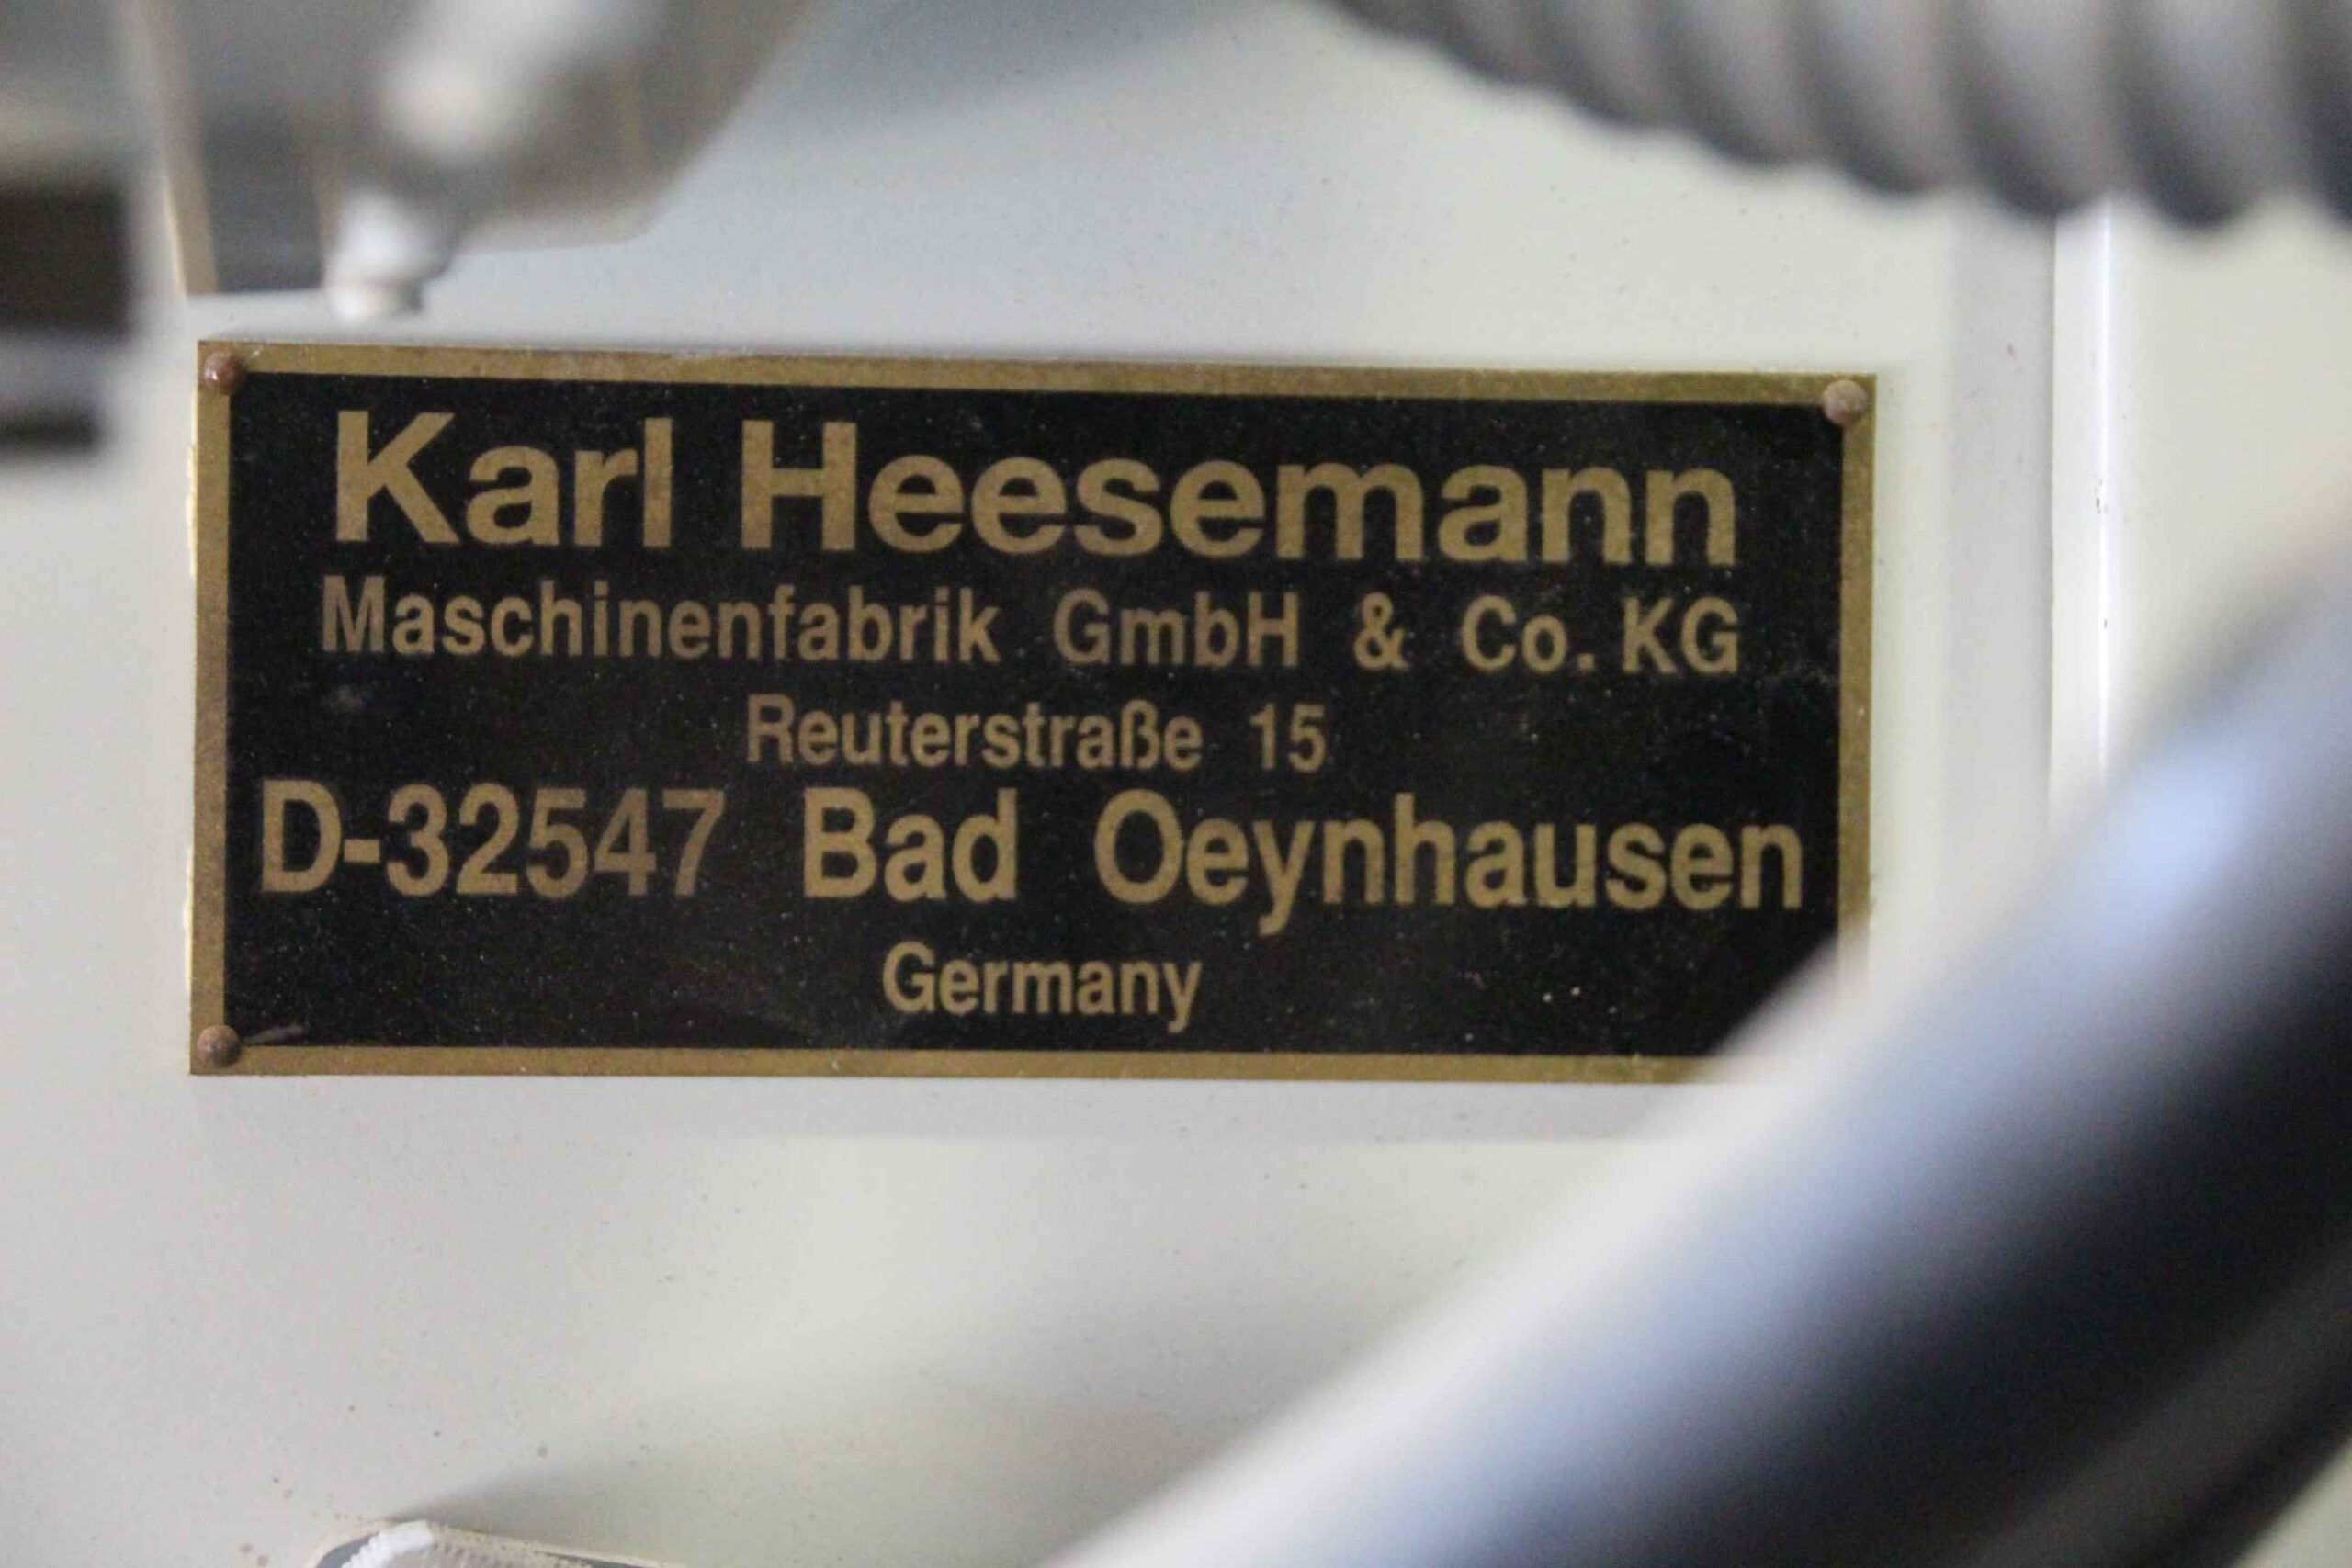 Karl Heesemann
Maschinenfabrik GmbH & Co. KG
Reuterstraße 15
D-32547 Bad Oeynhausen
Germany